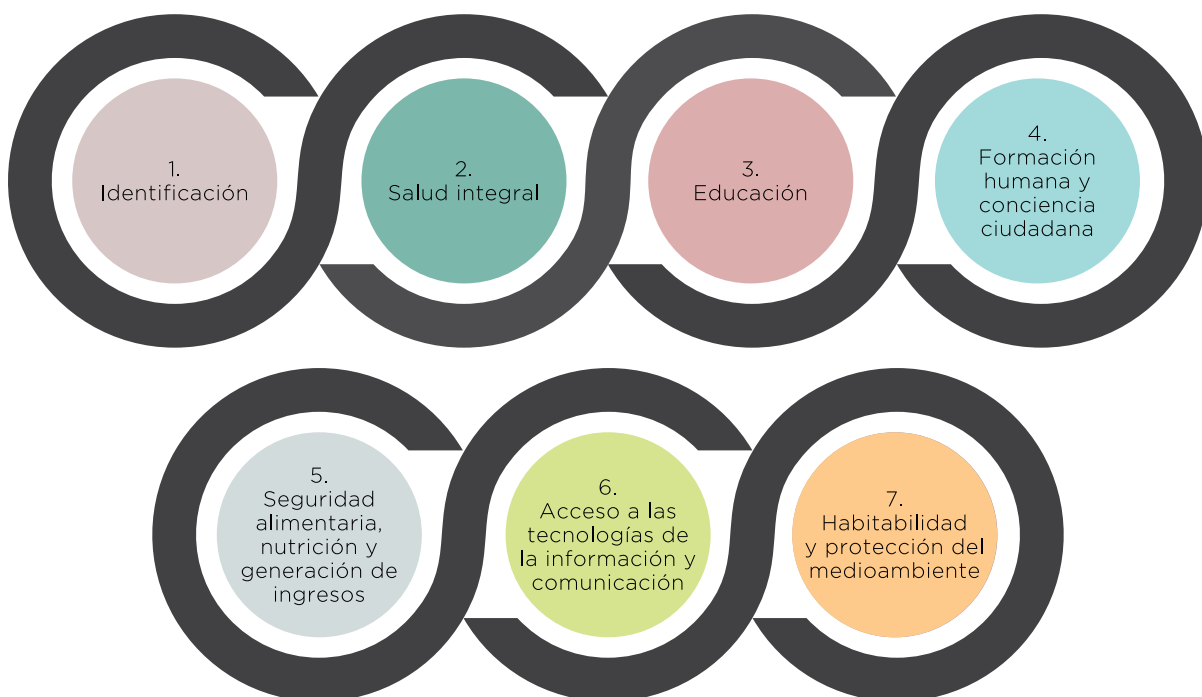 1.
Identificación
2.
Salud integral
3.
Educación
4.
Formación
humana y
conciencia
ciudadana
5.
Seguridad
alimentaria,
nutrición y
generación de
ingresos
6.
Acceso a las
tecnologías de
la información y
comunicación
7.
Habitabilidad
y protección del
medioambiente